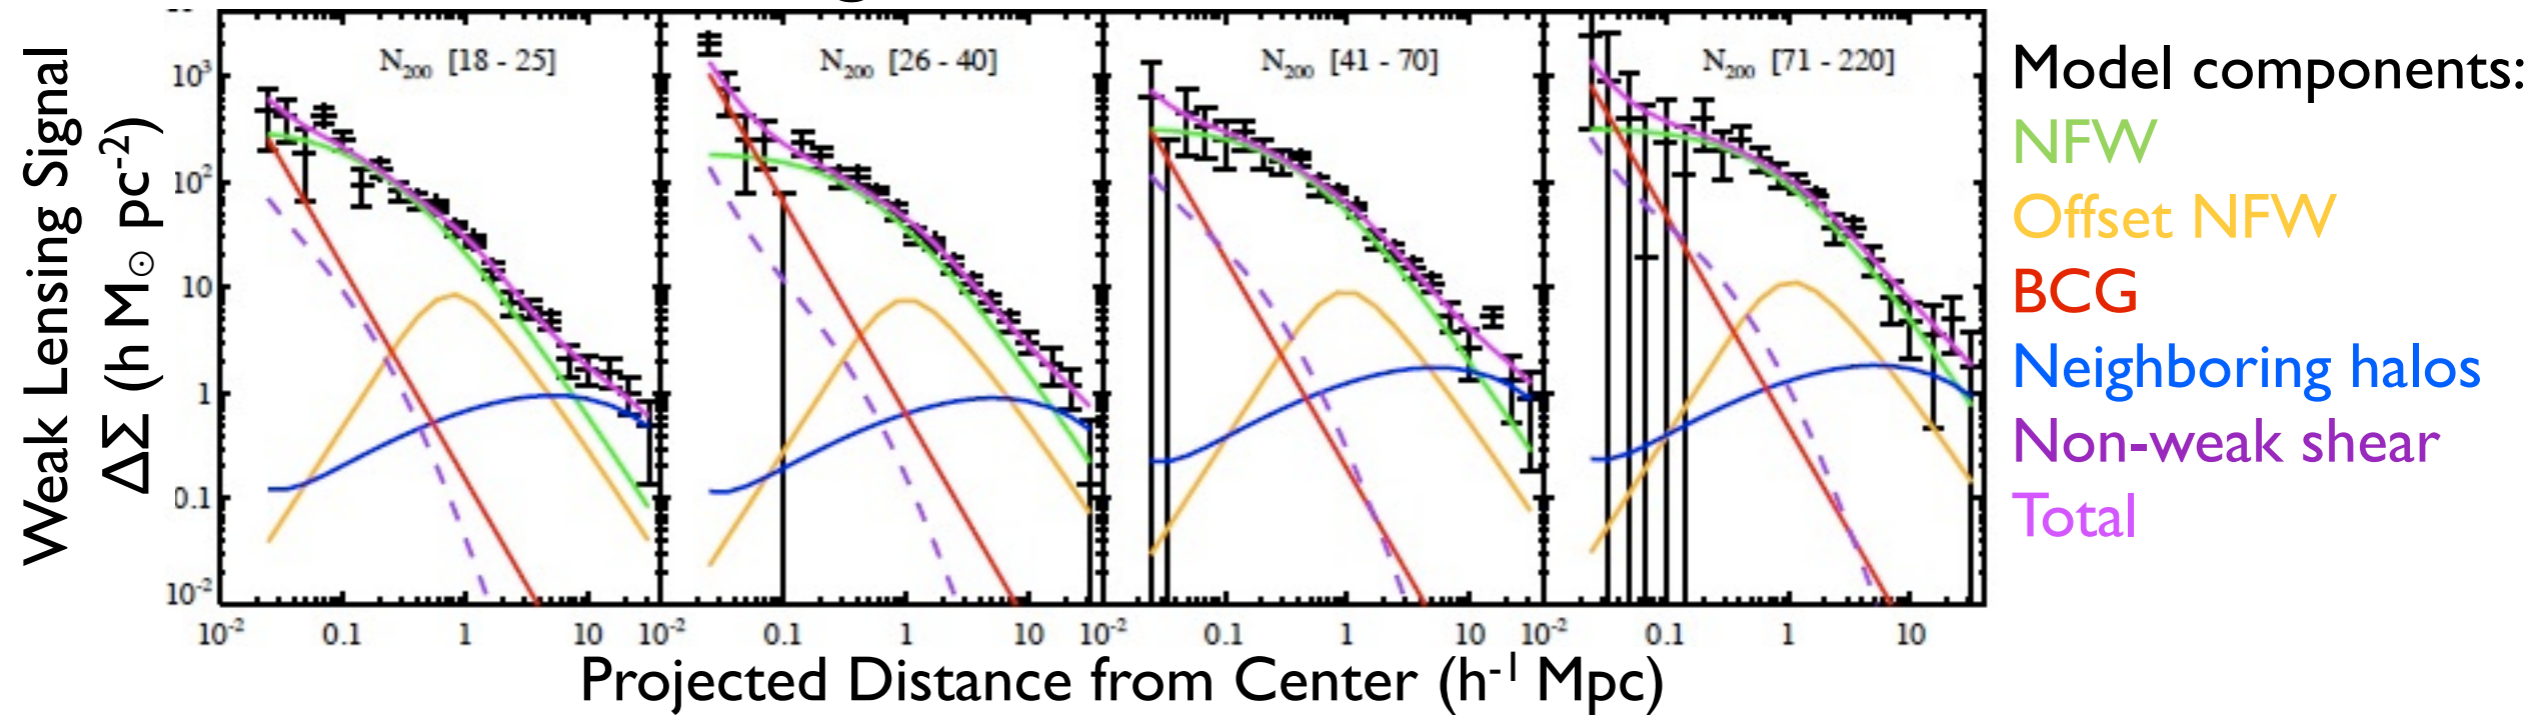 Weak Lensing Signal
ΔΣ (h M☉ pc⁻²)
10³
10²
10
1
0.1
10⁻²
N₂₀₀ [18 - 25]
N₂₀₀ [26 - 40]
N₂₀₀ [41 - 70]
N₂₀₀ [71 - 220]
10⁻² 0.1 1 10 10⁻² 0.1 1 10 10⁻² 0.1 1 10 10⁻² 0.1 1 10
Projected Distance from Center (h⁻¹ Mpc)
Model components:
NFW
Offset NFW
BCG
Neighboring halos
Non-weak shear
Total